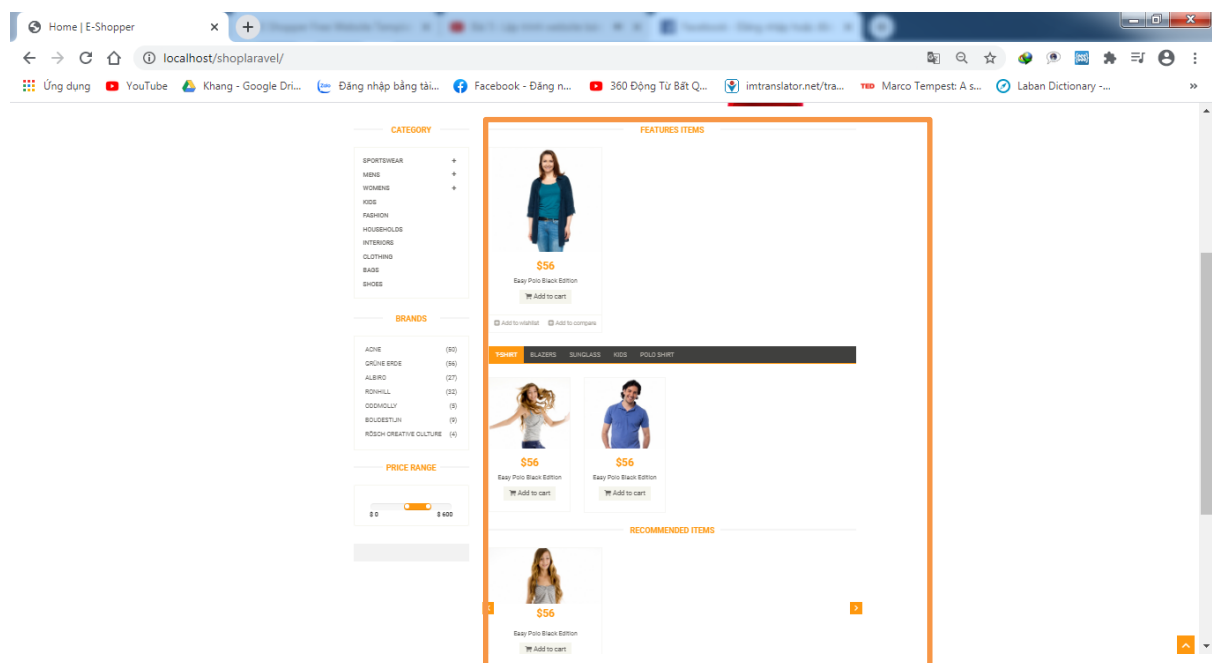 Home | E-Shopper
localhost/shoplaravel/
Ứng dụng YouTube Khang - Google Dri... Đăng nhập bằng tài... Facebook - Đăng n... 360 Động Từ Bất Q... imtranslator.net/tra... Marco Tempest: A s... Laban Dictionary -...
CATEGORY
SPORTSWEAR
MENS
WOMENS
KIDS
FASHION
HOUSEHOLDS
INTERIORS
CLOTHING
BAGS
SHOES
BRANDS
ACNE (50)
GRÜNE ERDE (56)
ALBIRO (27)
RONHILL (32)
ODDMOLLY (5)
BOUDESTIJN (9)
RÖSCH CREATIVE CULTURE (4)
PRICE RANGE
$ 0 $ 600
FEATURES ITEMS
$56
Easy Polo Black Edition
Add to cart
Add to wishlist Add to compare
T-SHIRT BLAZERS SUNGLASS KIDS POLO SHIRT
$56 $56
Easy Polo Black Edition Easy Polo Black Edition
Add to cart Add to cart
RECOMMENDED ITEMS
$56
Easy Polo Black Edition
Add to cart